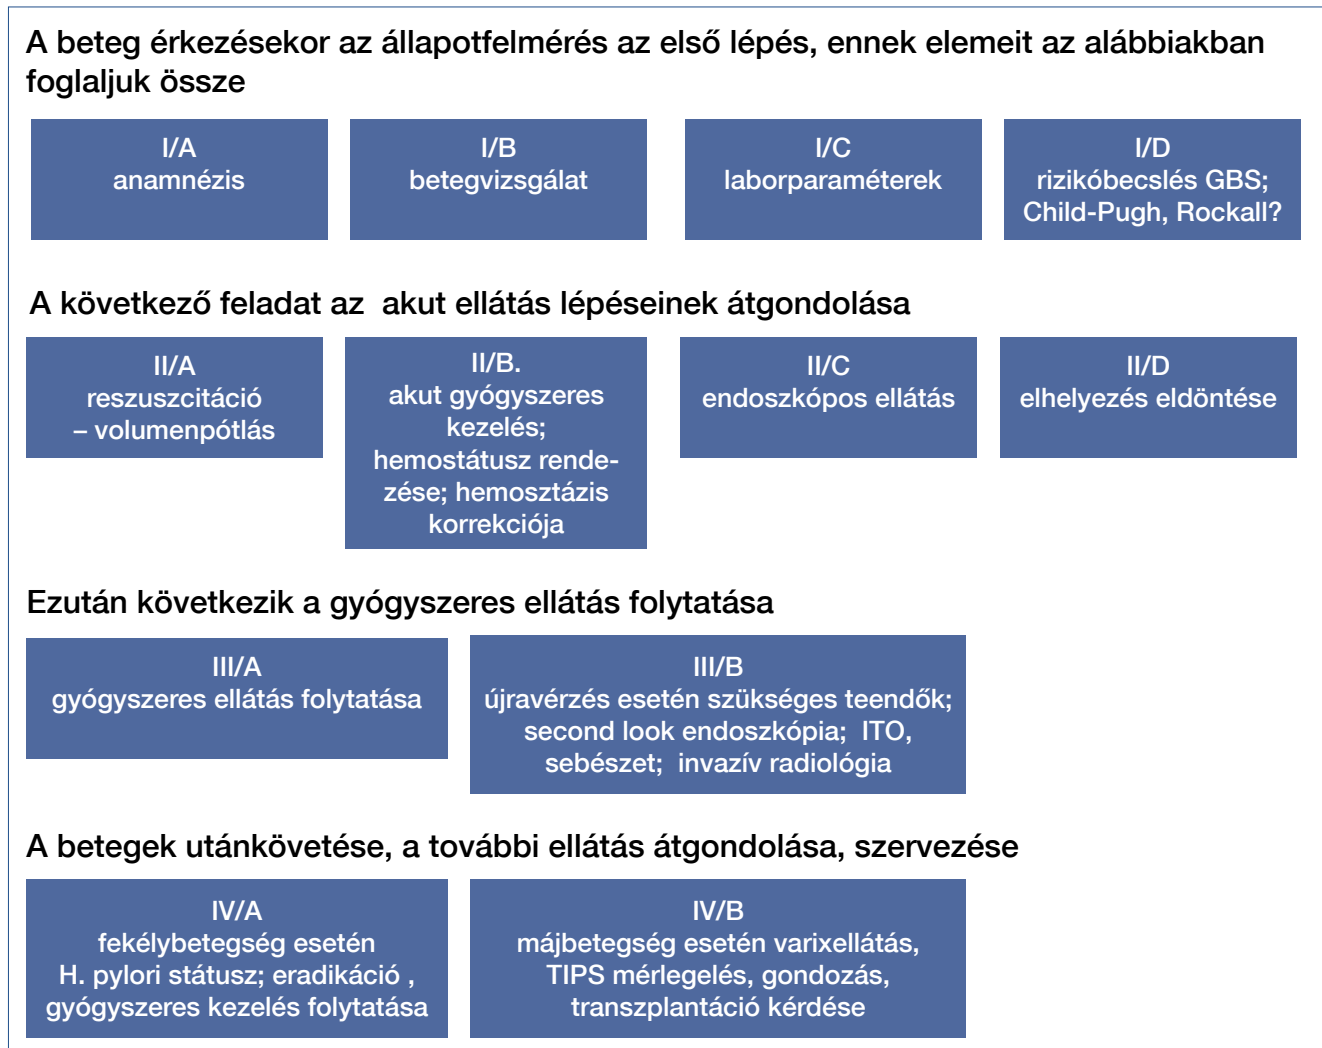 A beteg érkezésekor az állapotfelmérés az első lépés, ennek elemeit az alábbiakban
foglaljuk össze
I/A
anamnézis
I/B
betegvizsgálat
I/C
laborparaméterek
I/D
rizikóbecslés GBS;
Child-Pugh, Rockall?
A következő feladat az  akut ellátás lépéseinek átgondolása
II/A
reszuszcitáció
– volumenpótlás
II/B.
akut gyógyszeres
kezelés;
hemostátusz rende-
zése; hemosztázis
korrekciója
II/C
endoszkópos ellátás
II/D
elhelyezés eldöntése
Ezután következik a gyógyszeres ellátás folytatása
III/A
gyógyszeres ellátás folytatása
III/B
újravérzés esetén szükséges teendők;
second look endoszkópia;  ITO,
sebészet;  invazív radiológia
A betegek utánkövetése, a további ellátás átgondolása, szervezése
IV/A
fekélybetegség esetén
H. pylori státusz; eradikáció ,
gyógyszeres kezelés folytatása
IV/B
májbetegség esetén varixellátás,
TIPS mérlegelés, gondozás,
transzplantáció kérdése